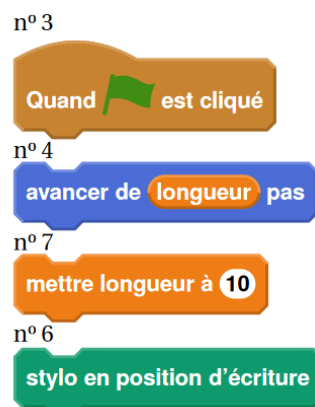 nº 3
Quand est cliqué
nº 4
avancer de longueur pas
nº 7
mettre longueur à 10
nº 6
stylo en position d'écriture